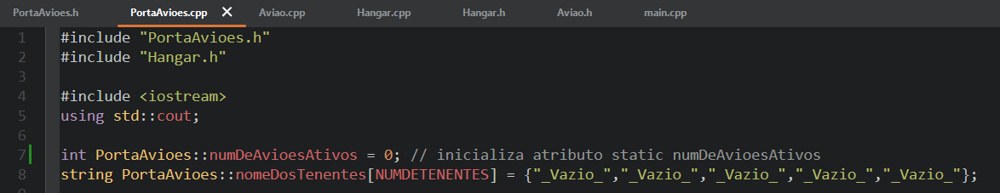 PortaAvioes.h PortaAvioes.cpp × Aviao.cpp Hangar.cpp Hangar.h Aviao.h main.cpp
1 #include "PortaAvioes.h"
2 #include "Hangar.h"
3
4 #include <iostream>
5 using std::cout;
6
7 int PortaAvioes::numDeAvioesAtivos = 0; // inicializa atributo static numDeAvioesAtivos
8 string PortaAvioes::nomeDosTenentes[NUMDETENENTES] = {"_Vazio_","_Vazio_","_Vazio_","_Vazio_","_Vazio_"};